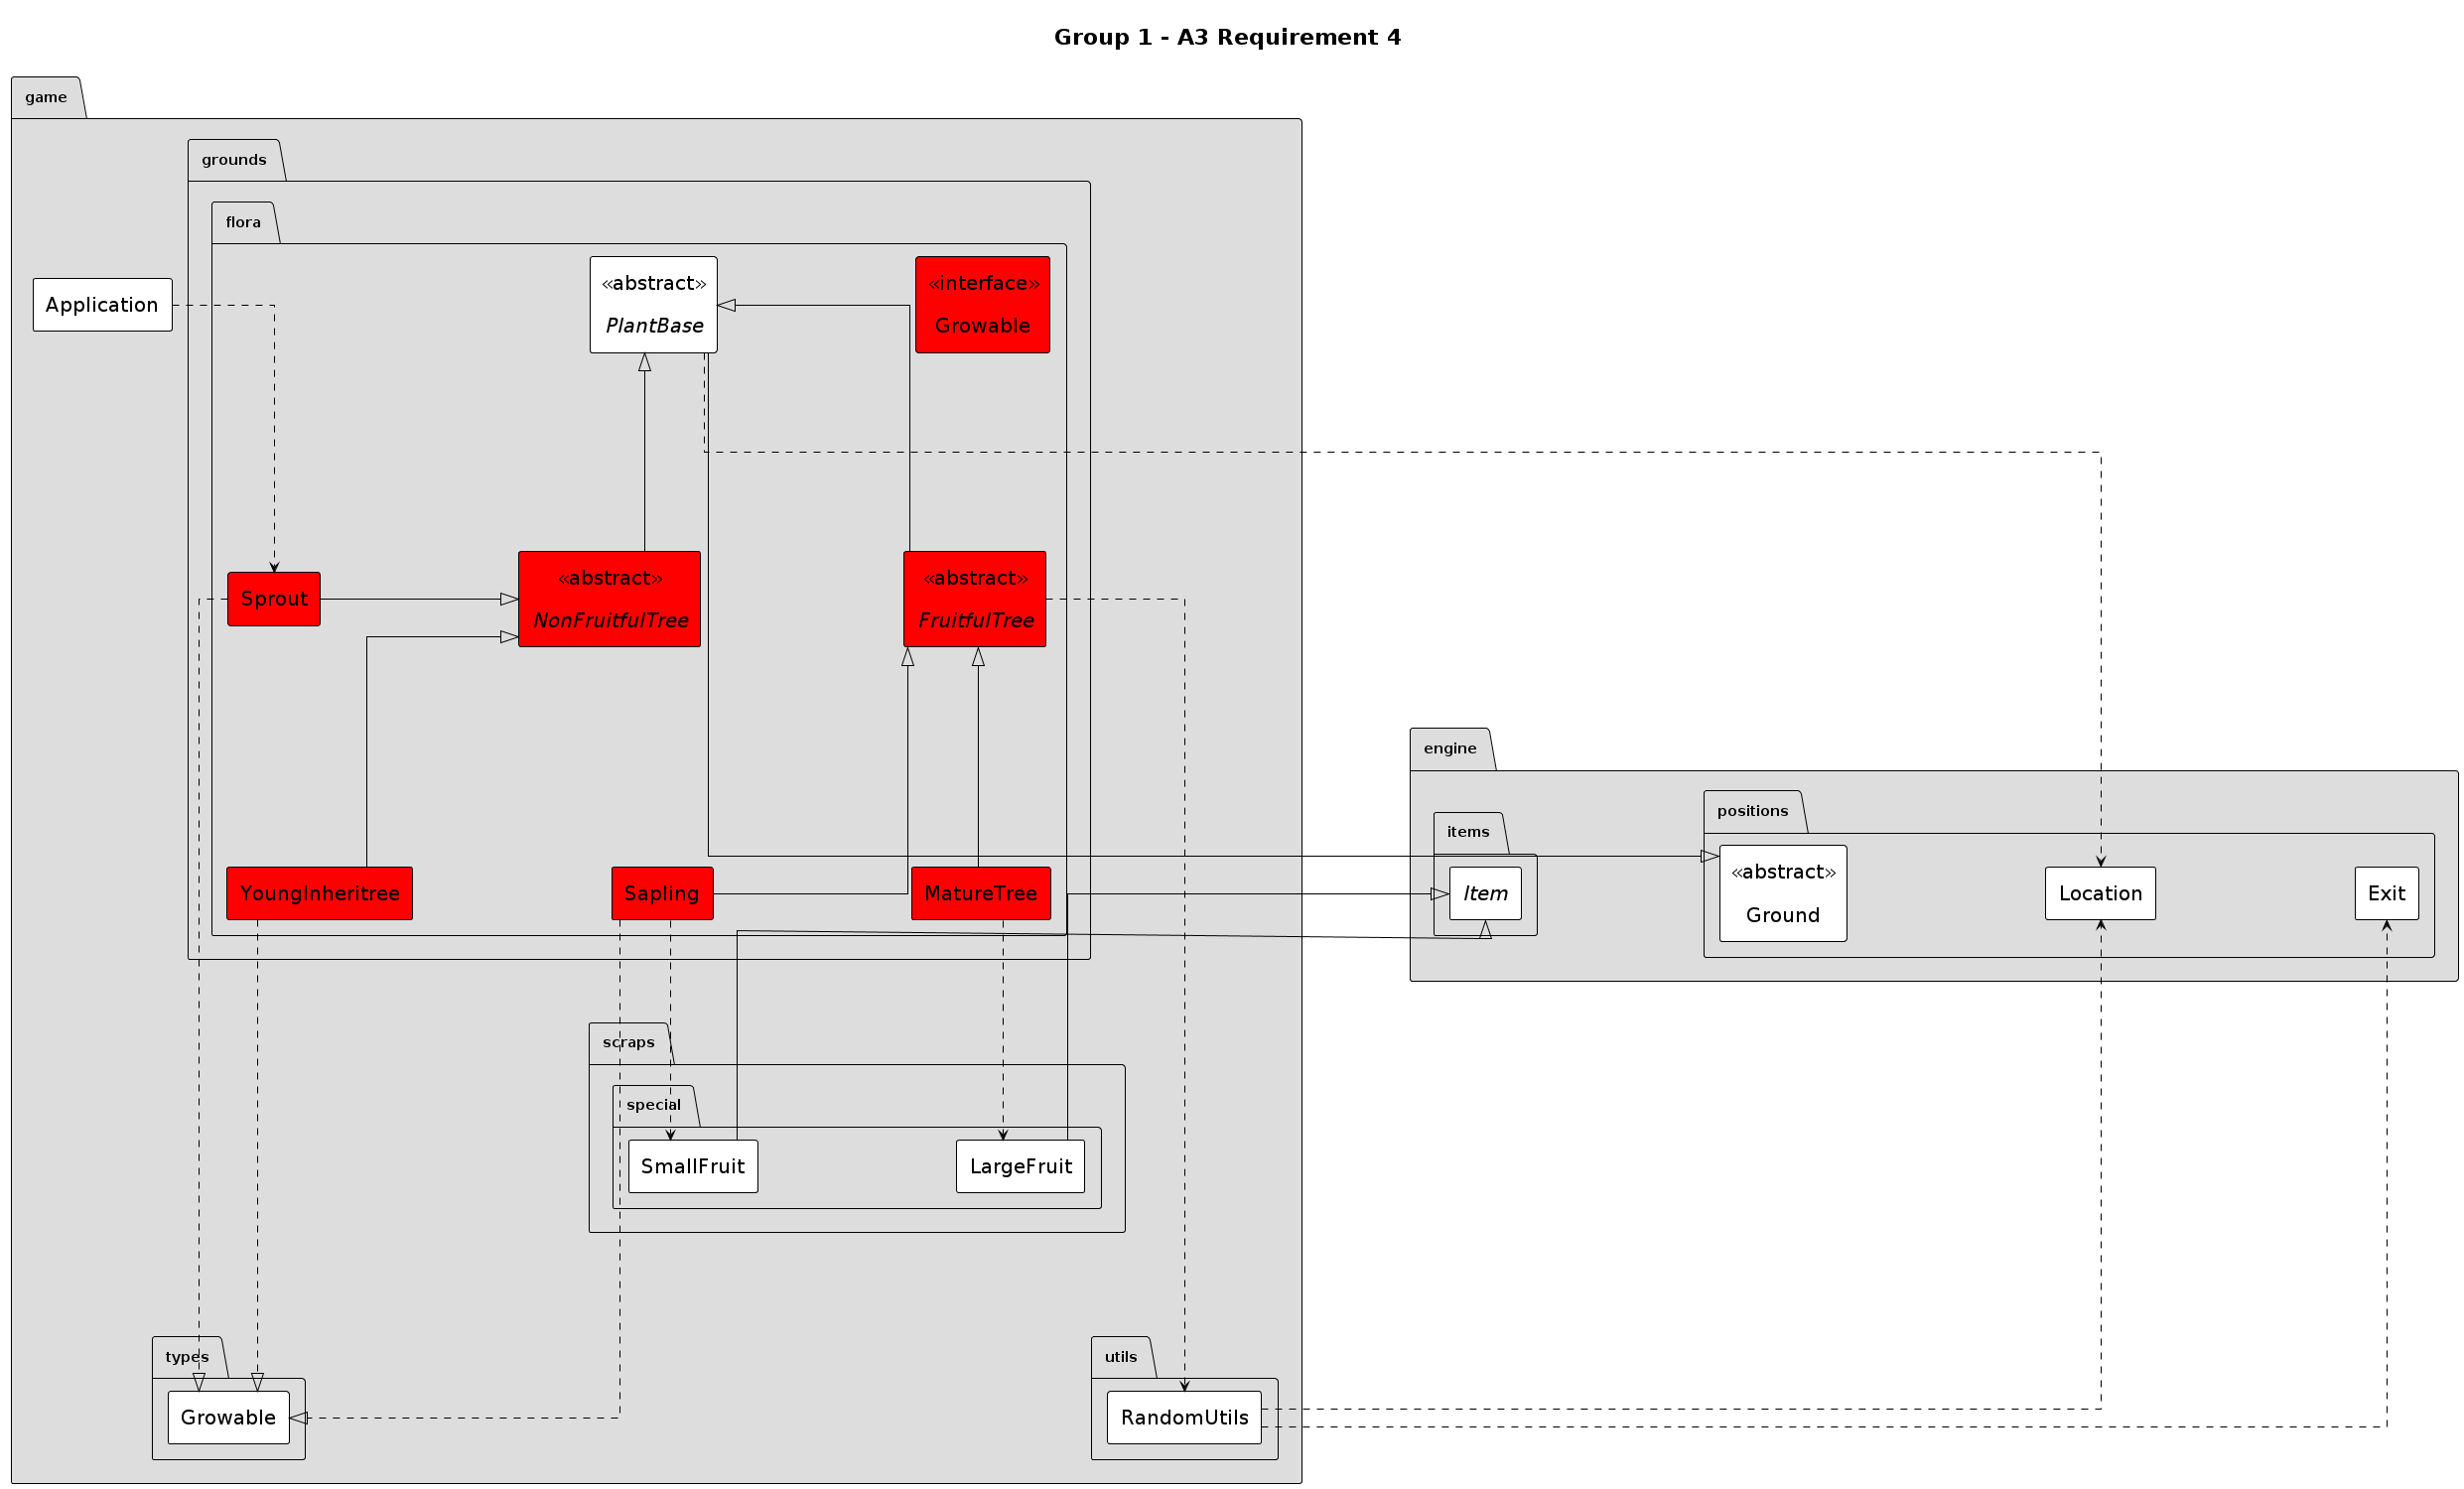 Group 1 - A3 Requirement 4
game
grounds
flora
«abstract»
PlantBase
«interface»
Growable
Application
Sprout
«abstract»
NonFruitfulTree
«abstract»
FruitfulTree
YoungInheritree
Sapling
MatureTree
engine
items
Item
positions
«abstract»
Ground
Location
Exit
scraps
special
SmallFruit
LargeFruit
types
Growable
utils
RandomUtils